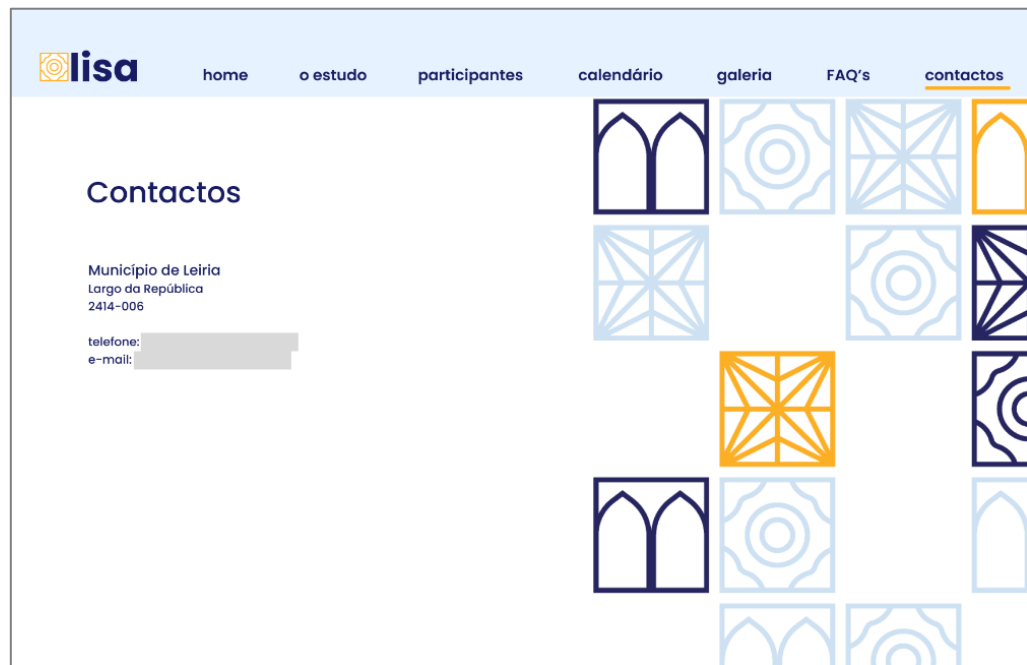 lisa
home o estudo participantes calendário galeria FAQ's contactos
Contactos
Município de Leiria
Largo da República
2414-006
telefone:
e-mail: